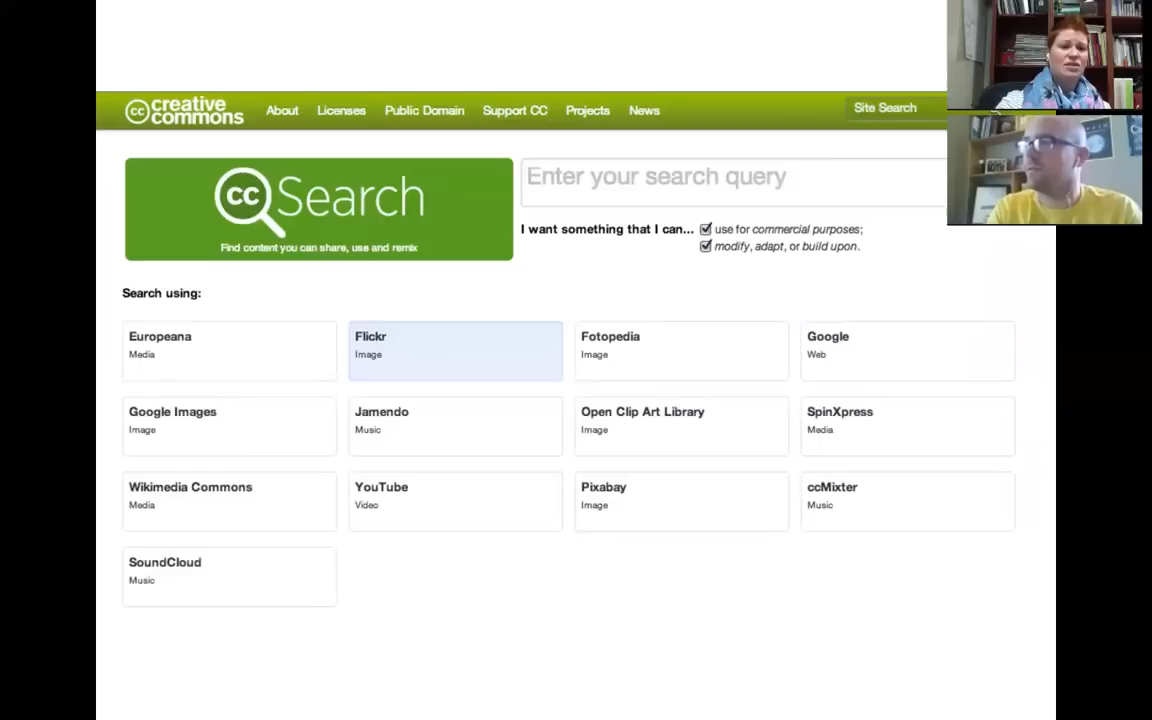 creative commons
About Licenses Public Domain Support CC Projects News
Site Search
cc Search
Find content you can share, use and remix
Enter your search query
I want something that I can... use for commercial purposes;
modify, adapt, or build upon.
Search using:
Europeana
Media
Flickr
Image
Fotopedia
Image
Google
Web
Google Images
Image
Jamendo
Music
Open Clip Art Library
Image
SpinXpress
Media
Wikimedia Commons
Media
YouTube
Video
Pixabay
Image
ccMixter
Music
SoundCloud
Music